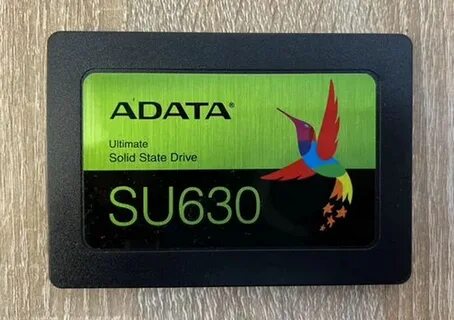 ADATA®
Ultimate
Solid State Drive
SU630